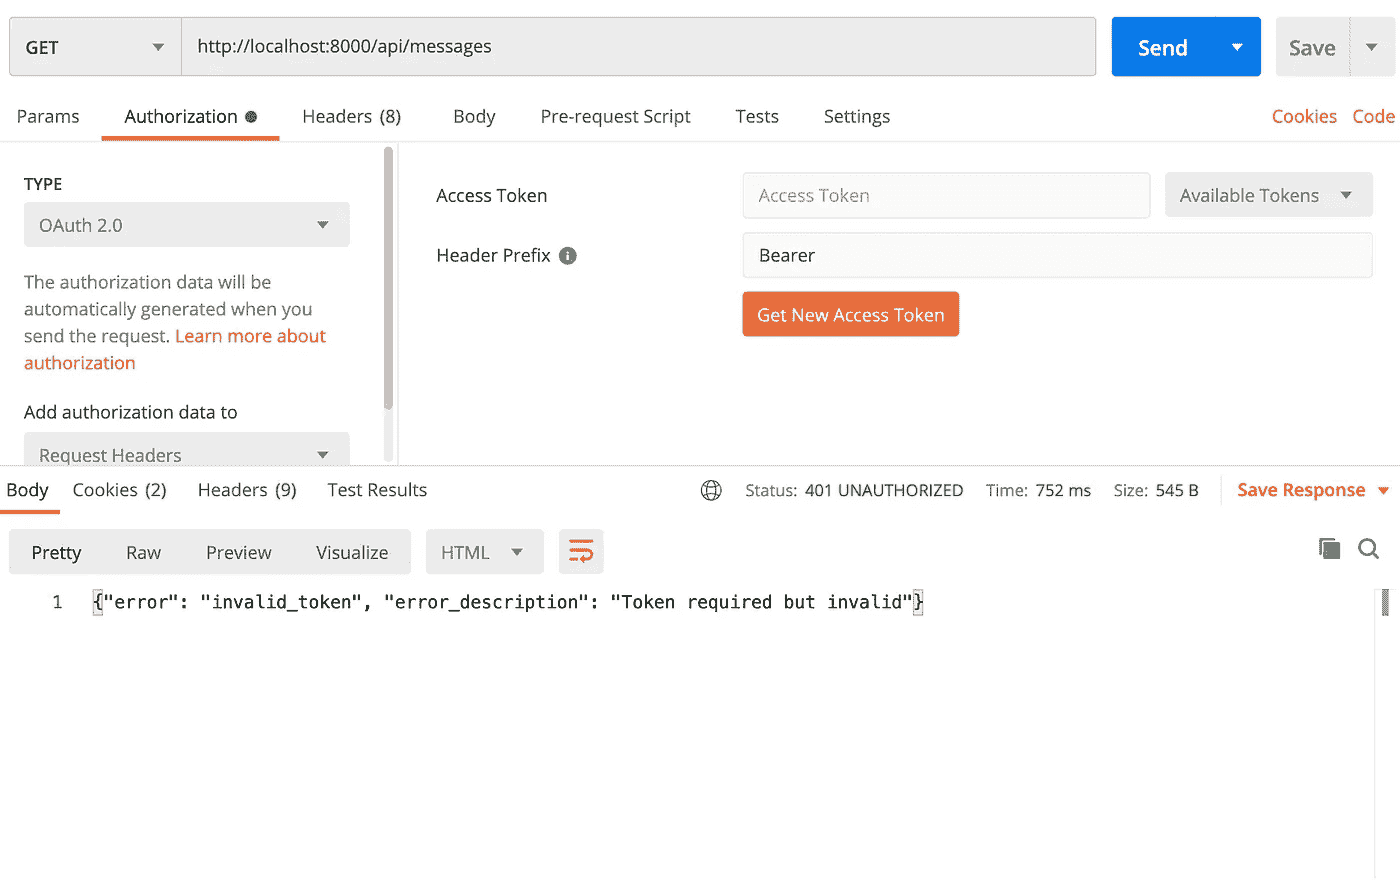 GET http://localhost:8000/api/messages Send Save
Params Authorization Headers (8) Body Pre-request Script Tests Settings Cookies Code
TYPE
OAuth 2.0
The authorization data will be
automatically generated when you
send the request. Learn more about
authorization
Add authorization data to
Request Headers
Access Token Access Token Available Tokens
Header Prefix i Bearer
Get New Access Token
Body Cookies (2) Headers (9) Test Results Status: 401 UNAUTHORIZED Time: 752 ms Size: 545 B Save Response
Pretty Raw Preview Visualize HTML
1 {"error": "invalid_token", "error_description": "Token required but invalid"}